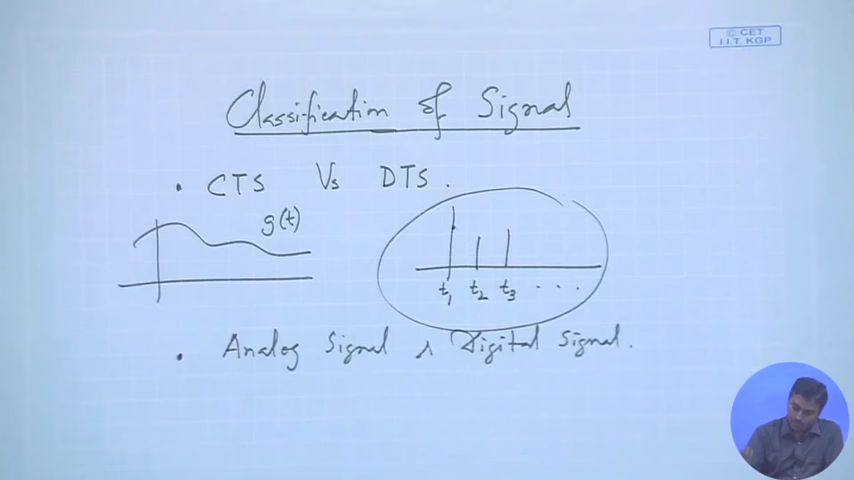 © CET
I.I.T. KGP
Classification of Signal
• CTS Vs DTS.
g(t)
t₁ t₂ t₃ . . .
• Analog Signal & Digital Signal.